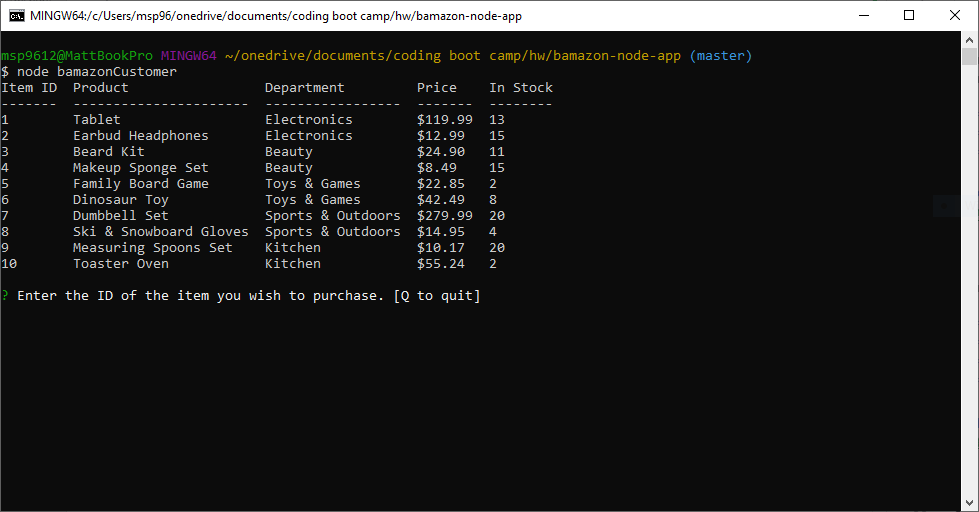 MINGW64:/c/Users/msp96/onedrive/documents/coding boot camp/hw/bamazon-node-app
msp9612@MattBookPro MINGW64 ~/onedrive/documents/coding boot camp/hw/bamazon-node-app (master)
$ node bamazonCustomer
Item ID  Product                 Department         Price    In Stock
-------  ----------------------  -----------------  -------  --------
1        Tablet                  Electronics        $119.99  13
2        Earbud Headphones       Electronics        $12.99   15
3        Beard Kit               Beauty             $24.90   11
4        Makeup Sponge Set       Beauty             $8.49    15
5        Family Board Game       Toys & Games       $22.85   2
6        Dinosaur Toy            Toys & Games       $42.49   8
7        Dumbbell Set            Sports & Outdoors  $279.99  20
8        Ski & Snowboard Gloves  Sports & Outdoors  $14.95   4
9        Measuring Spoons Set    Kitchen            $10.17   20
10       Toaster Oven            Kitchen            $55.24   2
? Enter the ID of the item you wish to purchase. [Q to quit]